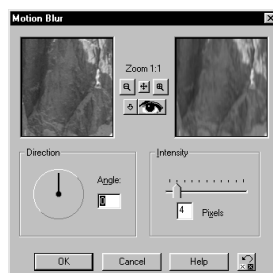 Motion Blur
Zoom 1:1
Direction
Angle:
0
Intensity
4 Pixels
OK Cancel Help